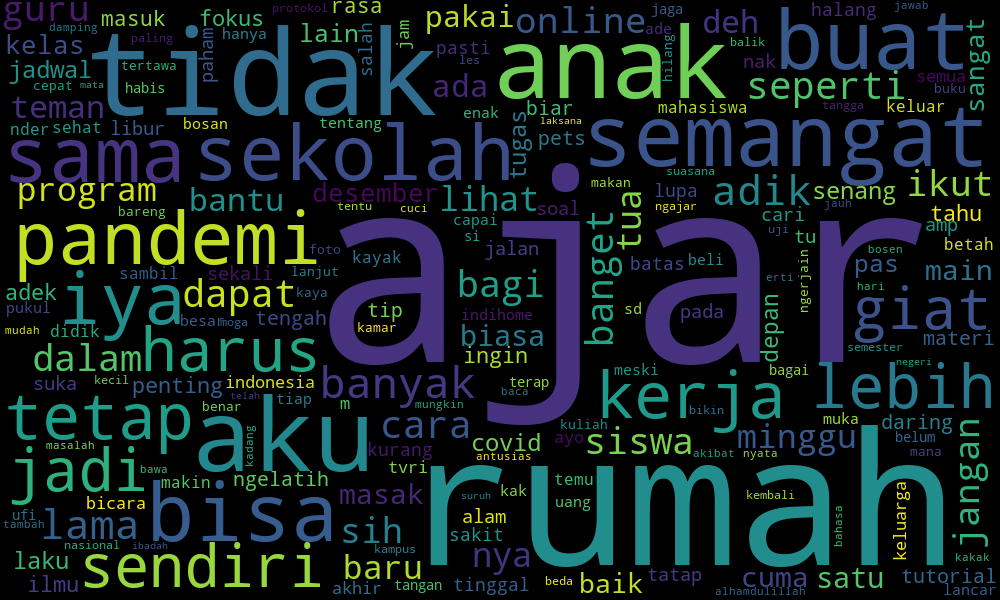 guru
masuk
fokus
protokol
rasa
pakai
online
jaga
halang
jawab
damping
paling
hanya
lain
salah
jam
ade
deh
buat
kelas
tidak
paham
pasti
les
anak
hilang
balik
nak
semua
sangat
jadwal
tertawa
cepat
mata
habis
ada
seperti
buku
teman
bosan
tentang
enak
biar
mahasiswa
tangga
keluar
nder
sehat
libur
laksana
pets
semangat
sama
sekolah
tugas
suasana
program
bantu
desember
lihat
makan
lupa
adik
senang
ikut
bareng
tentu
cuci
soal
ngajar
jauh
tahu
pandemi
ajar
capai
si
banget
tua
cari
uji
tu
amp
betah
foto
kayak
jalan
bosen
sambil
sekali
lanjut
batas
beli
pas
main
adek
iya
dapat
kaya
bagi
erti
ngerjain
hari
pukul
besar
moga
tengah
tip
indihome
sd
pada
depan
giat
mudah
didik
kamar
biasa
materi
dalam
harus
ingin
semester
suka
kecil
penting
indonesia
banyak
terap
meski
bagai
negeri
lebih
telah
baca
kerja
tetap
benar
tiap
m
mungkin
bikin
muka
daring
aku
kadang
cara
kuliah
masalah
kurang
covid
ayo
siswa
minggu
belum
jangan
jadi
bawa
antusias
akibat
nyata
mana
makin
ngelatih
tvri
temu
rumah
bicara
bisa
masak
kak
suruh
uang
kembali
ufi
tambah
lama
sih
alam
sakit
bahasa
keluarga
nasional
ibadah
kampus
nya
kakak
laku
sendiri
baru
tatap
cuma
satu
tutorial
ilmu
akhir
tangan
tinggal
beda
baik
alhamdulillah
lancar